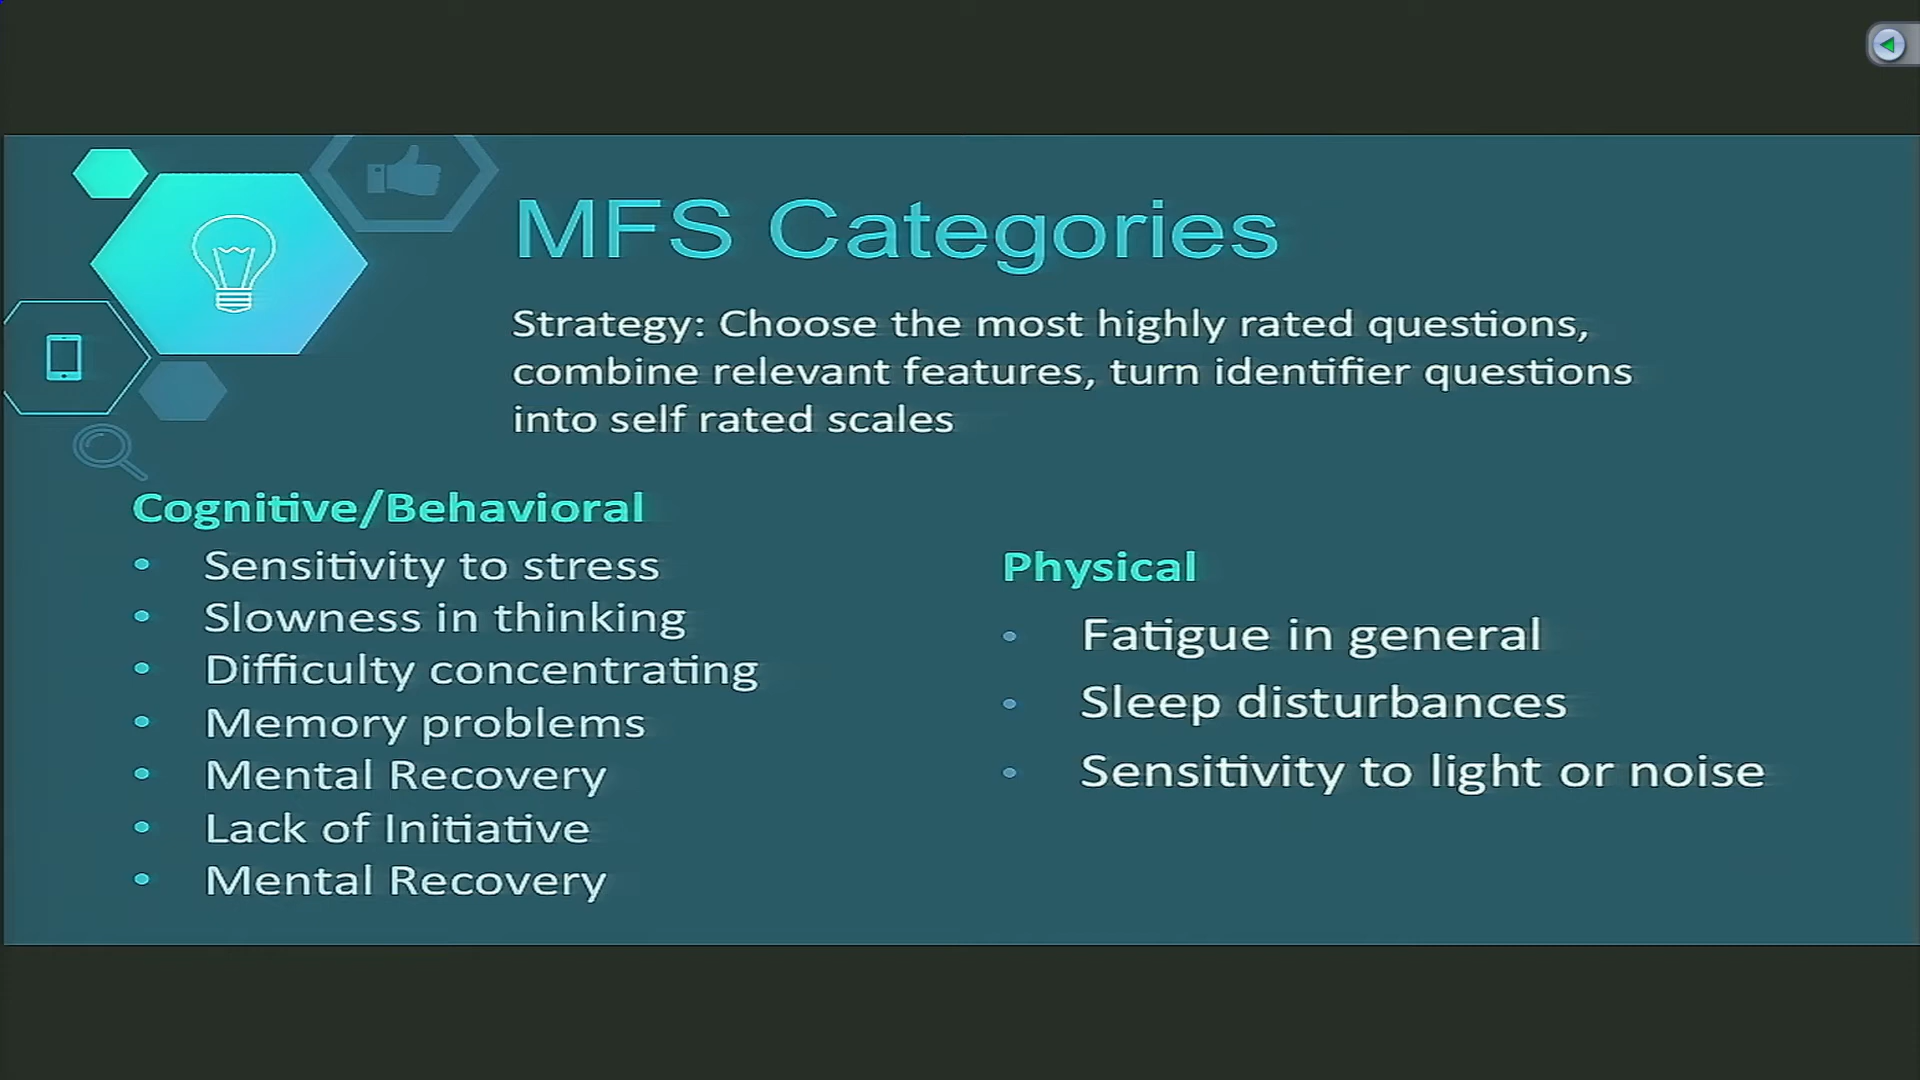 MFS Categories
Strategy: Choose the most highly rated questions,
combine relevant features, turn identifier questions
into self rated scales
Cognitive/Behavioral
• Sensitivity to stress
• Slowness in thinking
• Difficulty concentrating
• Memory problems
• Mental Recovery
• Lack of Initiative
• Mental Recovery
Physical
• Fatigue in general
• Sleep disturbances
• Sensitivity to light or noise